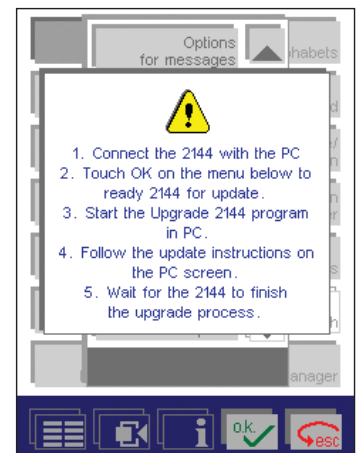 Options
for messages
habets
1. Connect the 2144 with the PC
2. Touch OK on the menu below to
ready 2144 for update.
3. Start the Upgrade 2144 program
in PC.
4. Follow the update instructions on
the PC screen.
5. Wait for the 2144 to finish
the upgrade process.
anager
o.k.
esc